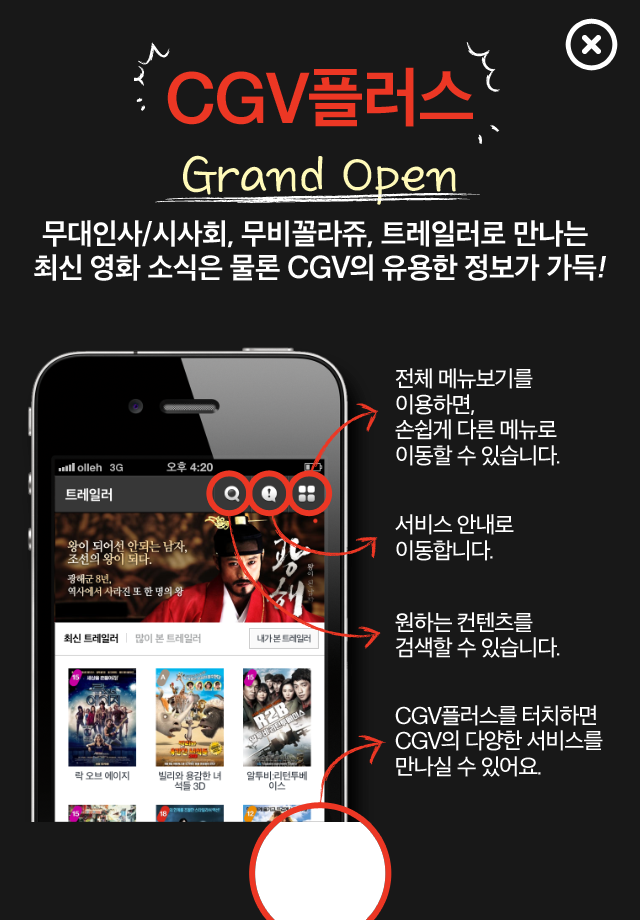 CGV플러스
Grand Open
무대인사/시사회, 무비꼴라쥬, 트레일러로 만나는
최신 영화 소식은 물론 CGV의 유용한 정보가 가득!
전체 메뉴보기를
이용하면,
손쉽게 다른 메뉴로
이동할 수 있습니다.
olleh 3G 오후 4:20
트레일러
서비스 안내로
이동합니다.
왕이 되어선 안되는 남자,
조선의 왕이 되다.
광해군 8년,
역사에서 사라진 또 한 명의 왕
광해
원하는 컨텐츠를
검색할 수 있습니다.
최신 트레일러 많이 본 트레일러 내가 본 트레일러
15 A 15
R2B
CGV플러스를 터치하면
CGV의 다양한 서비스를
만나실 수 있어요.
락 오브 에이지 빌리와 용감한 녀 알투비:리턴투베
석들 3D 이스
15 18 12